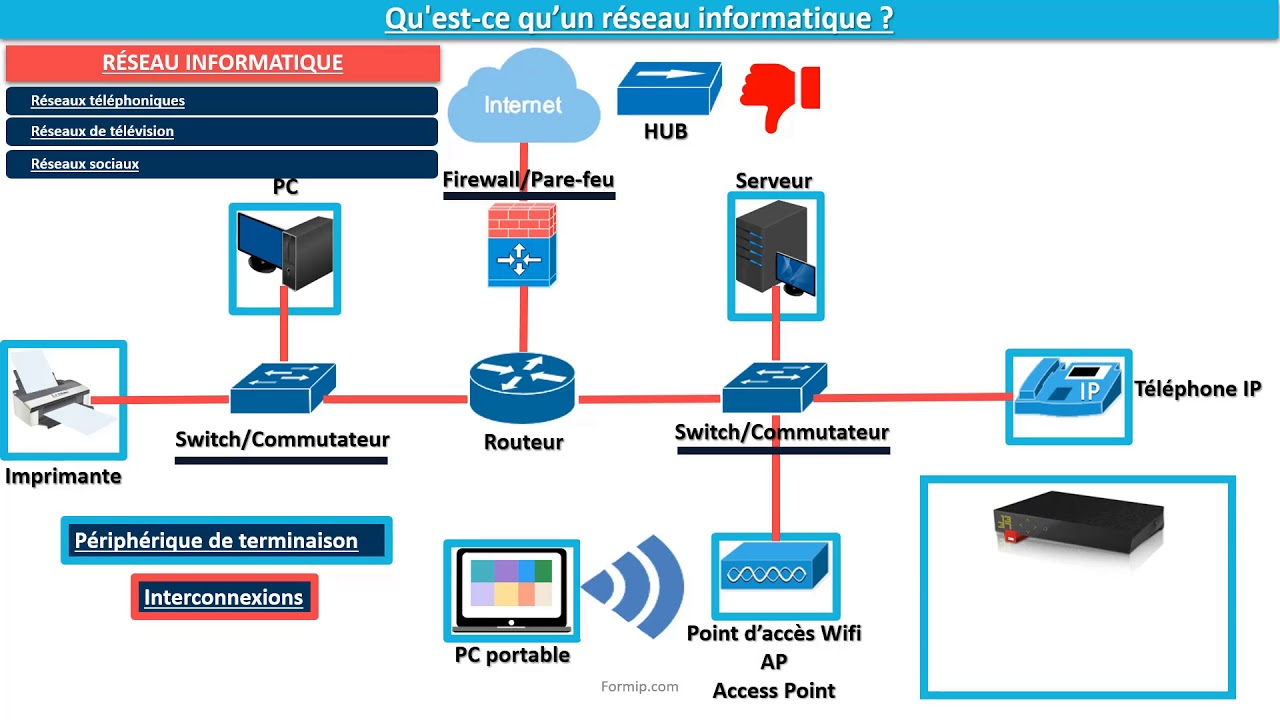 Qu'est-ce qu’un réseau informatique ?
RÉSEAU INFORMATIQUE
Réseaux téléphoniques
Réseaux de télévision
Réseaux sociaux
Internet
HUB
PC
Firewall/Pare-feu
Serveur
IP
Téléphone IP
Switch/Commutateur
Routeur
Switch/Commutateur
Imprimante
Périphérique de terminaison
Interconnexions
PC portable
Point d’accès Wifi
AP
Access Point
Formip.com